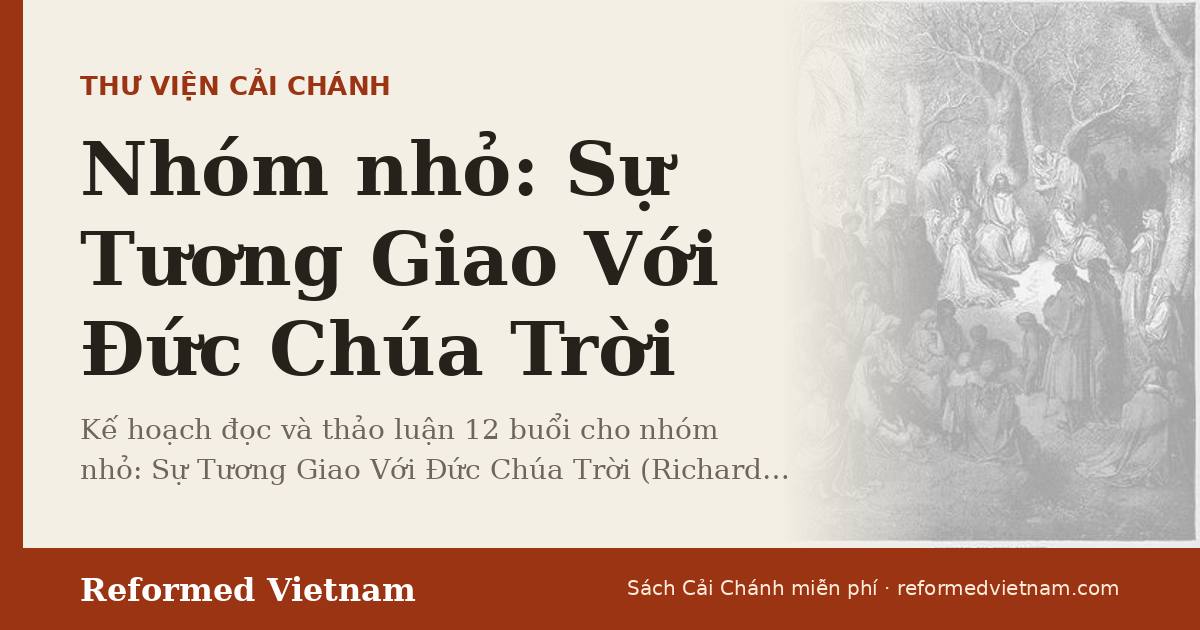 THƯ VIỆN CẢI CHÁNH
Nhóm nhỏ: Sự
Tương Giao Với
Đức Chúa Trời
Kế hoạch đọc và thảo luận 12 buổi cho nhóm
nhỏ: Sự Tương Giao Với Đức Chúa Trời (Richard…
Reformed Vietnam
Sách Cải Chánh miễn phí · reformedvietnam.com